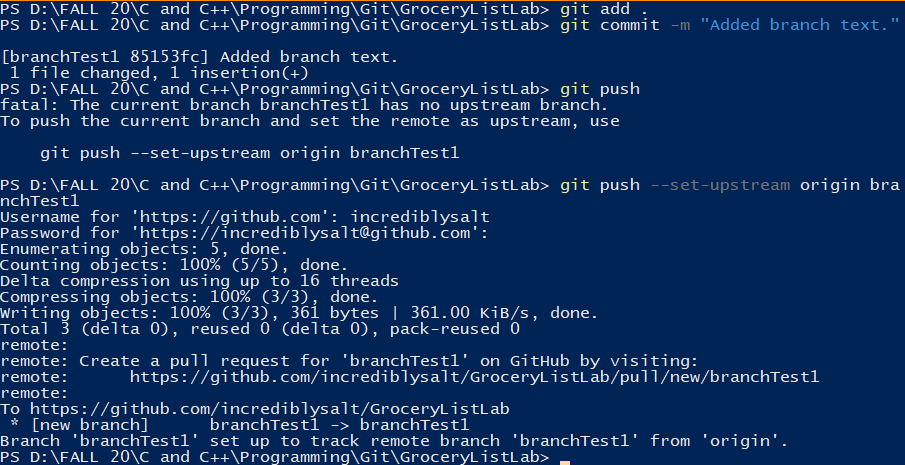 PS D:\FALL 20\C and C++\Programming\Git\GroceryListLab> git add .
PS D:\FALL 20\C and C++\Programming\Git\GroceryListLab> git commit -m "Added branch text."
[branchTest1 85153fc] Added branch text.
 1 file changed, 1 insertion(+)
PS D:\FALL 20\C and C++\Programming\Git\GroceryListLab> git push
fatal: The current branch branchTest1 has no upstream branch.
To push the current branch and set the remote as upstream, use
    git push --set-upstream origin branchTest1
PS D:\FALL 20\C and C++\Programming\Git\GroceryListLab> git push --set-upstream origin bra
nchTest1
Username for 'https://github.com': incrediblysalt
Password for 'https://incrediblysalt@github.com':
Enumerating objects: 5, done.
Counting objects: 100% (5/5), done.
Delta compression using up to 16 threads
Compressing objects: 100% (3/3), done.
Writing objects: 100% (3/3), 361 bytes | 361.00 KiB/s, done.
Total 3 (delta 0), reused 0 (delta 0), pack-reused 0
remote:
remote: Create a pull request for 'branchTest1' on GitHub by visiting:
remote:      https://github.com/incrediblysalt/GroceryListLab/pull/new/branchTest1
remote:
To https://github.com/incrediblysalt/GroceryListLab
 * [new branch]      branchTest1 -> branchTest1
Branch 'branchTest1' set up to track remote branch 'branchTest1' from 'origin'.
PS D:\FALL 20\C and C++\Programming\Git\GroceryListLab>